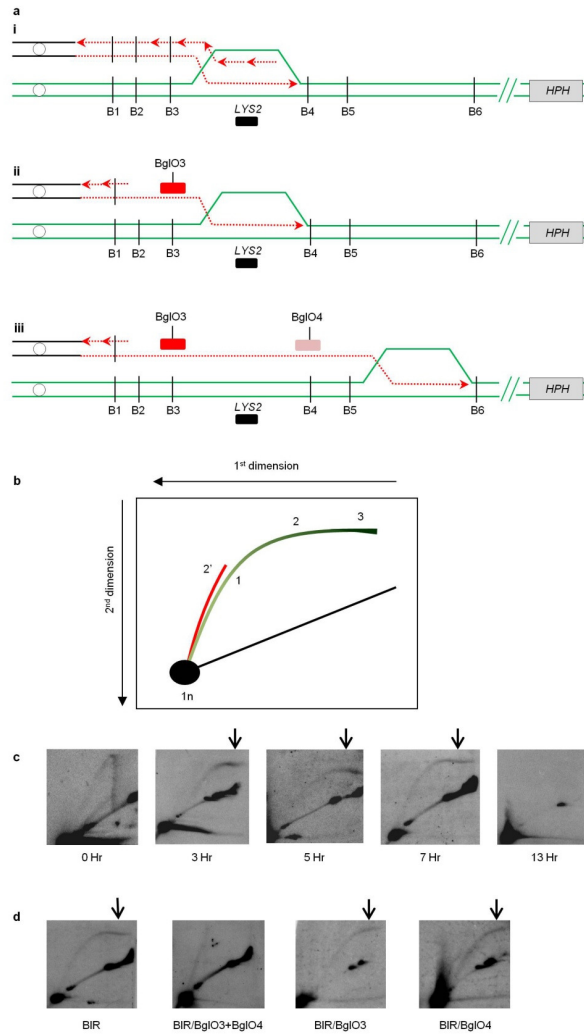 a
i
LYS2
B1 B2 B3 B4 B5 B6 HPH
ii
BglO3
B1 B2 B3 B4 B5 B6 HPH
LYS2
iii
BglO3 BglO4
B1 B2 B3 B4 B5 B6 HPH
LYS2
b
1st dimension
2nd dimension
3
2
2'
1
1n
c
0 Hr 3 Hr 5 Hr 7 Hr 13 Hr
d
BIR BIR/BglO3+BglO4 BIR/BglO3 BIR/BglO4